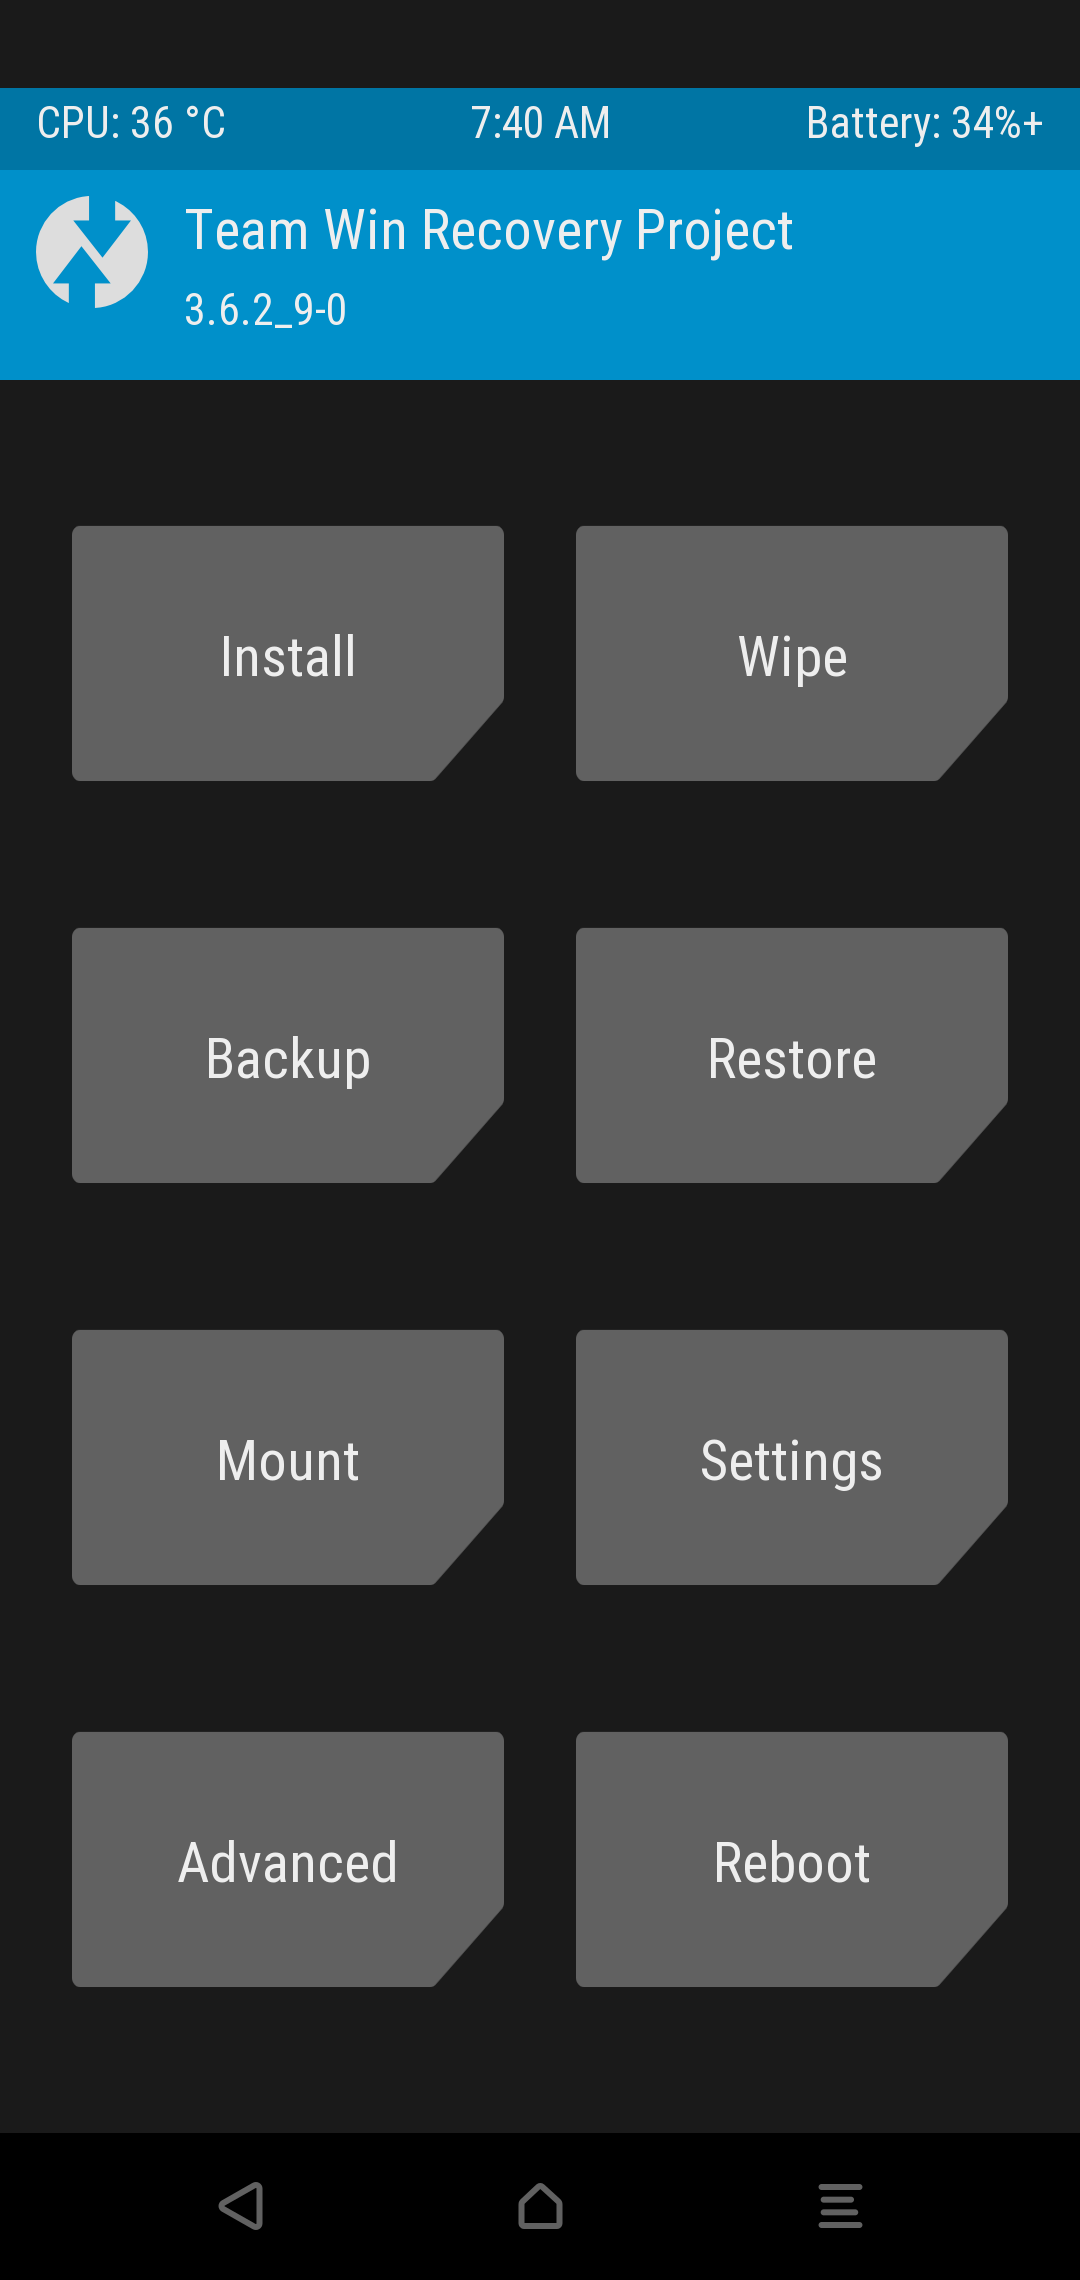 CPU: 36 °C 7:40 AM Battery: 34%+
Team Win Recovery Project
3.6.2_9-0
Install Wipe
Backup Restore
Mount Settings
Advanced Reboot